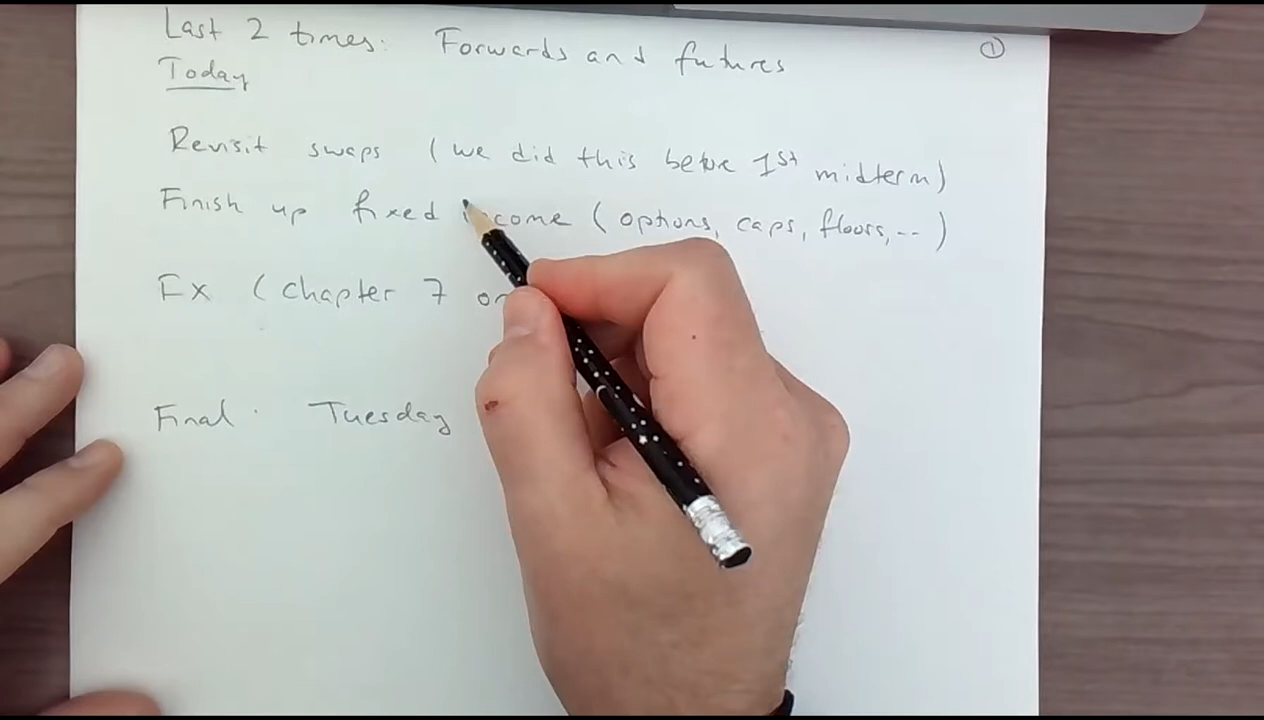 Last 2 times: Forwards and futures
①
Today
Revisit swaps (we did this before 1st midterm)
Finish up fixed income (options, caps, floors, -- )
FX (chapter 7
Final: Tuesday